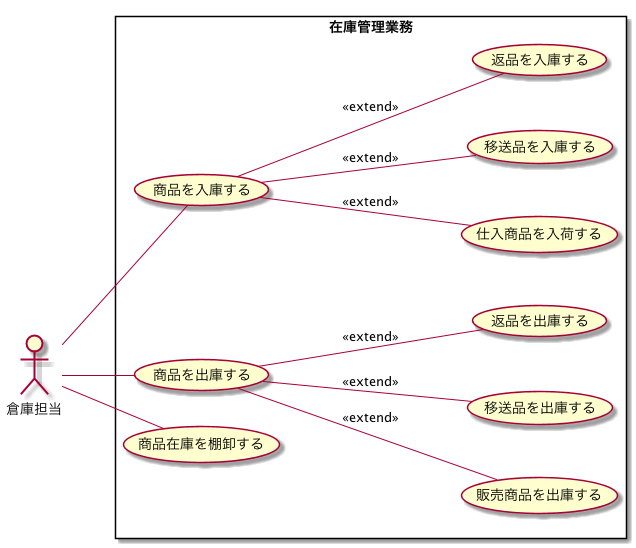 在庫管理業務
返品を入庫する
«extend»
移送品を入庫する
«extend»
商品を入庫する
«extend»
仕入商品を入荷する
返品を出庫する
«extend»
商品を出庫する
«extend»
移送品を出庫する
倉庫担当
«extend»
商品在庫を棚卸する
販売商品を出庫する